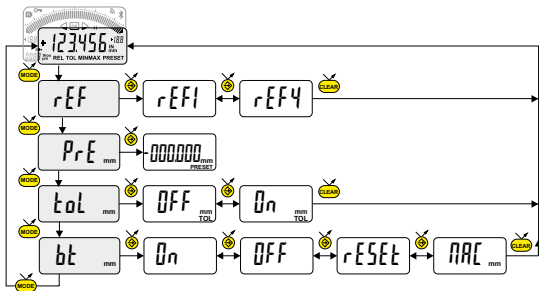 +123.456 IN mm
REL TOL MINMAX PRESET
MODE
rEF
rEF1
rEF4
CLEAR
MODE
PrE mm
-000.000 mm
PRESET
MODE
toL mm
OFF mm
TOL
On mm
TOL
CLEAR
MODE
bt mm
On
OFF
rESEt
MAC mm
CLEAR
MODE